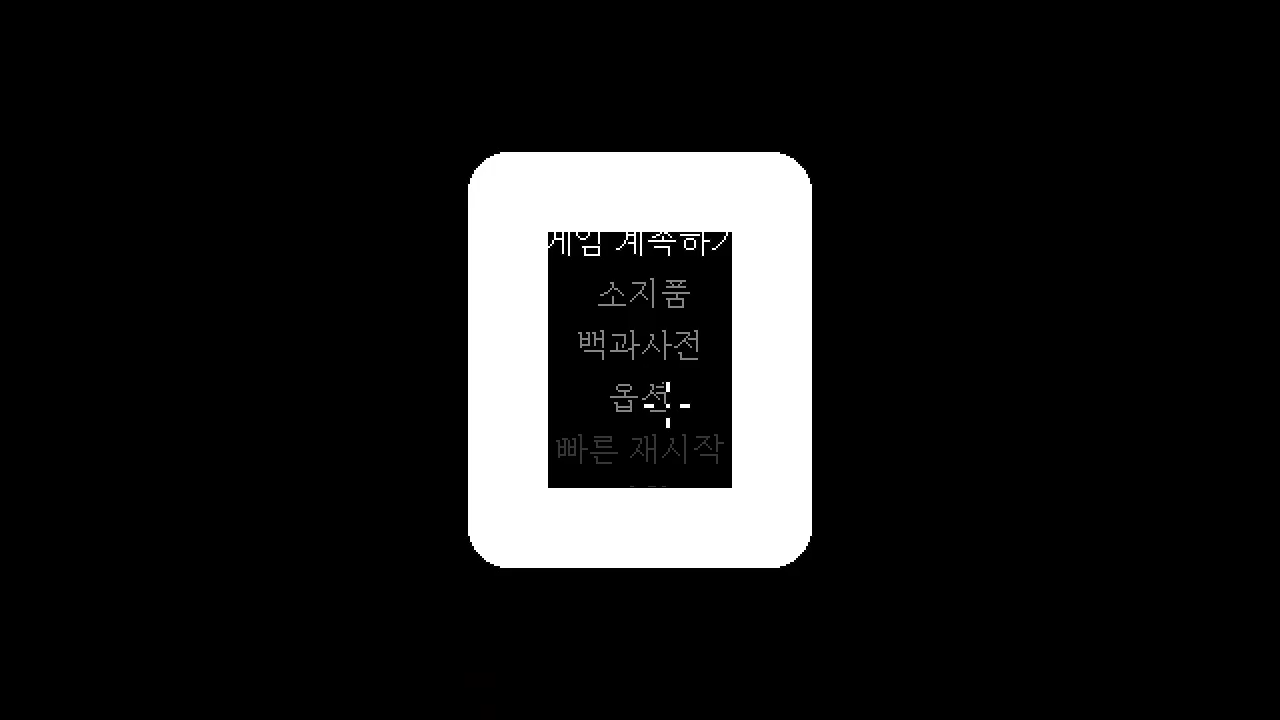 게임 계속하기
소지품
백과사전
옵션
빠른 재시작